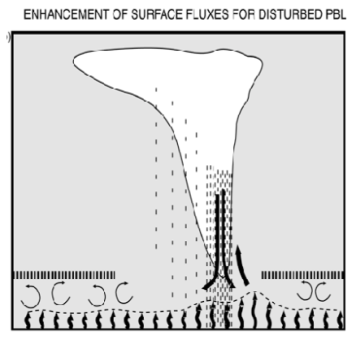 ENHANCEMENT OF SURFACE FLUXES FOR DISTURBED PBL